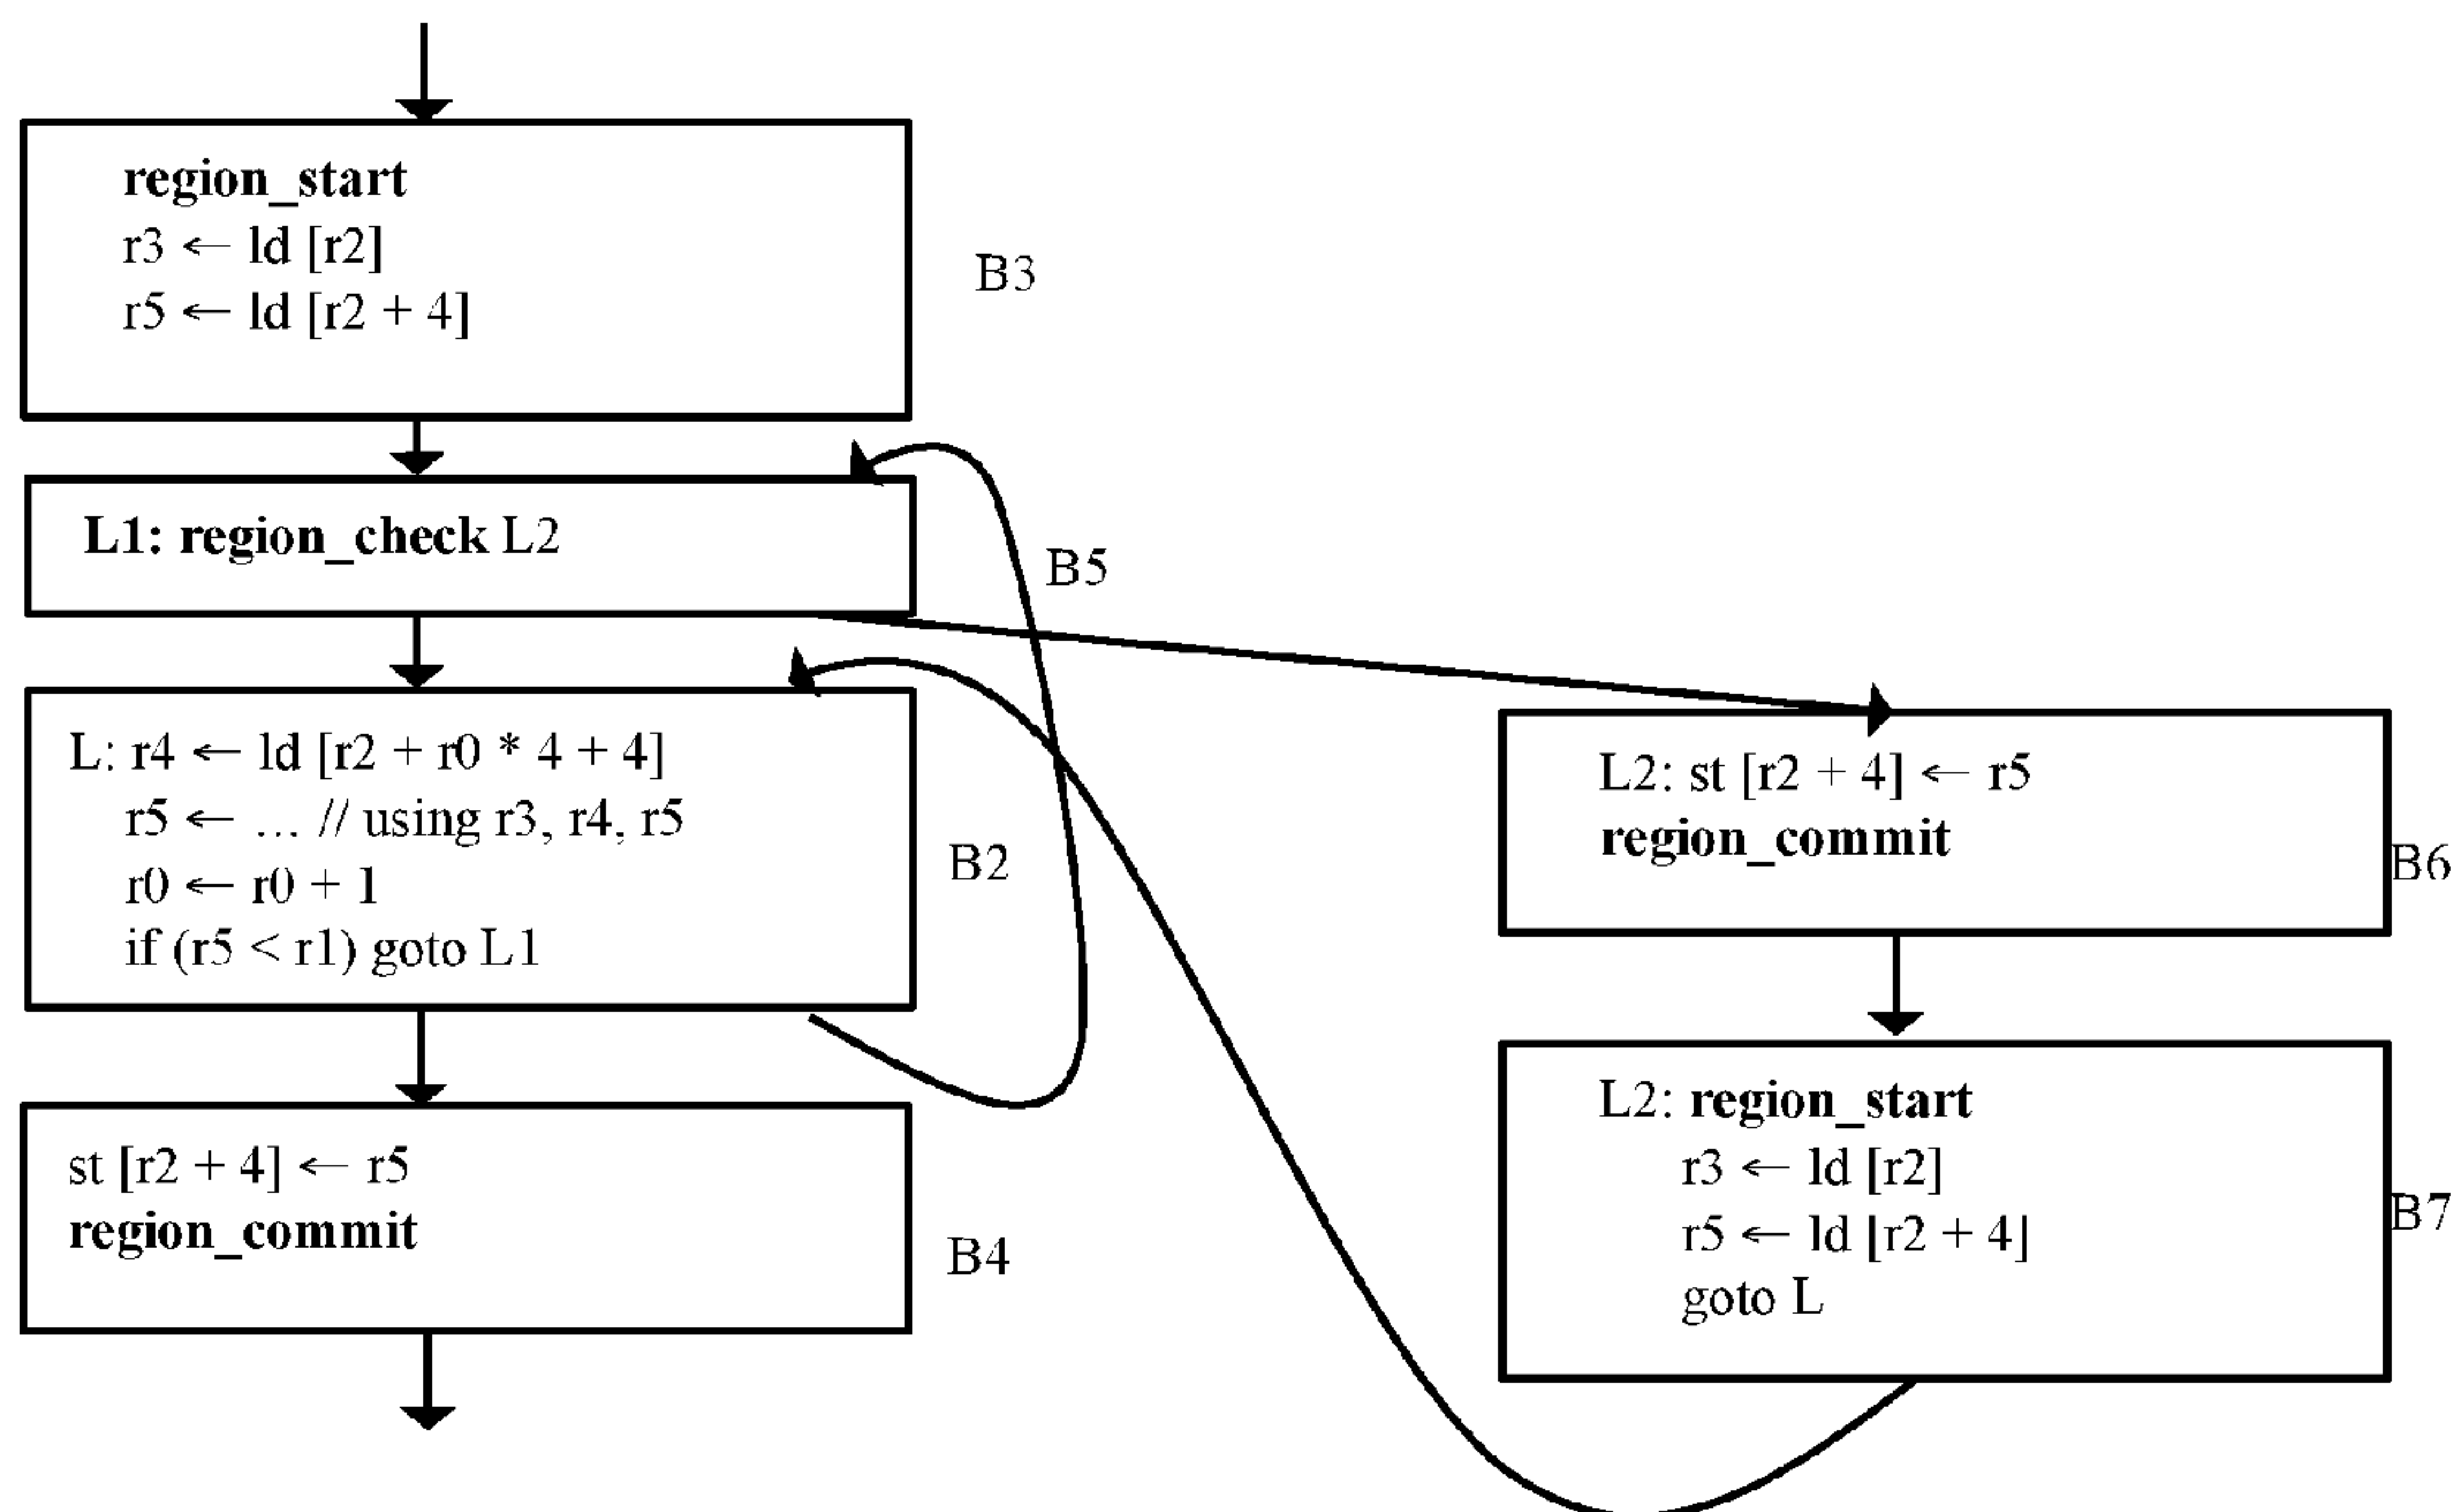 region_start
r3 ← ld [r2]
r5 ← ld [r2 + 4]
B3
L1: region_check L2
B5
L: r4 ← ld [r2 + r0 * 4 + 4]
r5 ← ... // using r3, r4, r5
r0 ← r0 + 1
if (r5 < r1) goto L1
B2
st [r2 + 4] ← r5
region_commit
B4
L2: st [r2 + 4] ← r5
region_commit
B6
L2: region_start
r3 ← ld [r2]
r5 ← ld [r2 + 4]
goto L
B7